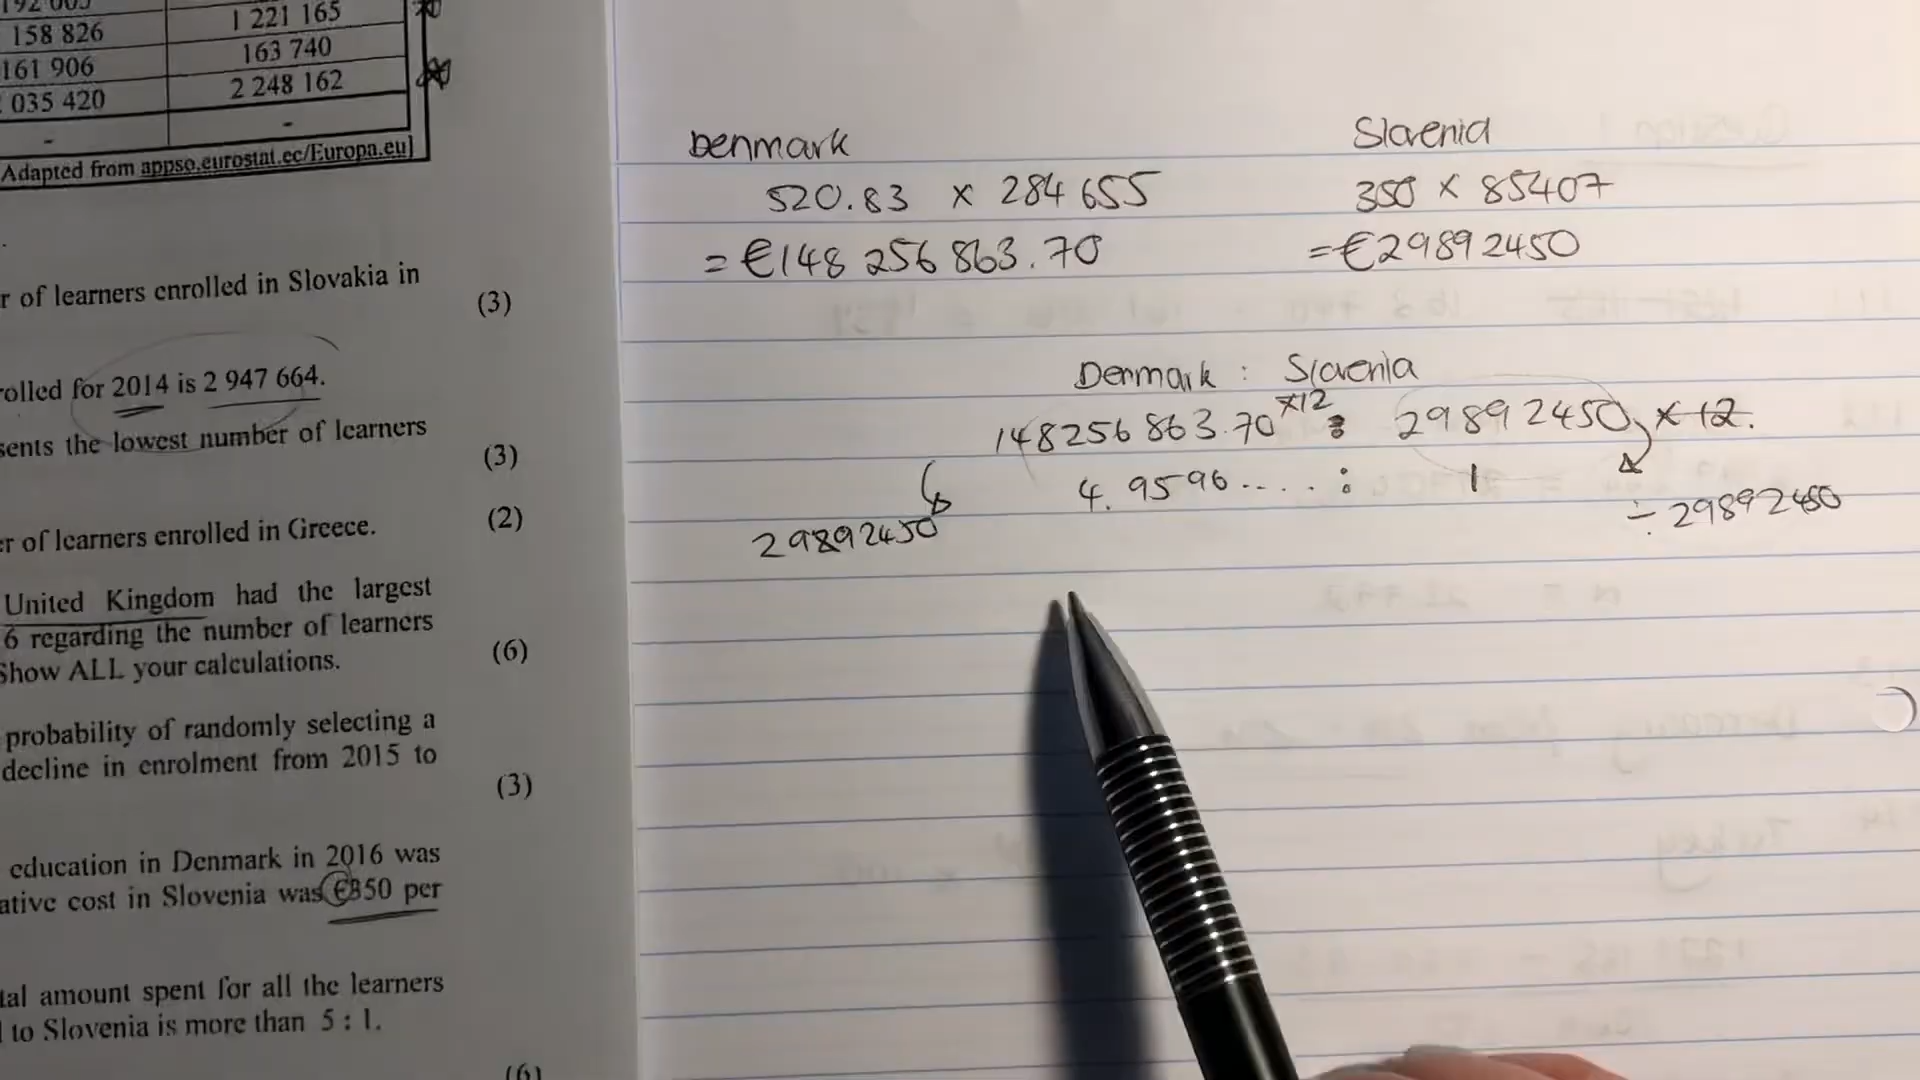 158 826 1 221 165
161 906 163 740
035 420 2 248 162
- -
Adapted from appso.eurostat.ec/Europa.eu]
r of learners enrolled in Slovakia in
(3)
olled for 2014 is 2 947 664.
sents the lowest number of learners
(3)
er of learners enrolled in Greece.
(2)
United Kingdom had the largest
6 regarding the number of learners
Show ALL your calculations.
(6)
probability of randomly selecting a
decline in enrolment from 2015 to
(3)
education in Denmark in 2016 was
ative cost in Slovenia was €350 per
tal amount spent for all the learners
to Slovenia is more than 5 : 1.
(6)
Denmark
520.83 × 284 655
= €148 256 863.70
Slovenia
350 × 85407
= €29892450
Denmark : Slovenia
148256 863.70 ×12 : 29892450 × 12.
4.9596.... : 1
29892450
÷ 29892450